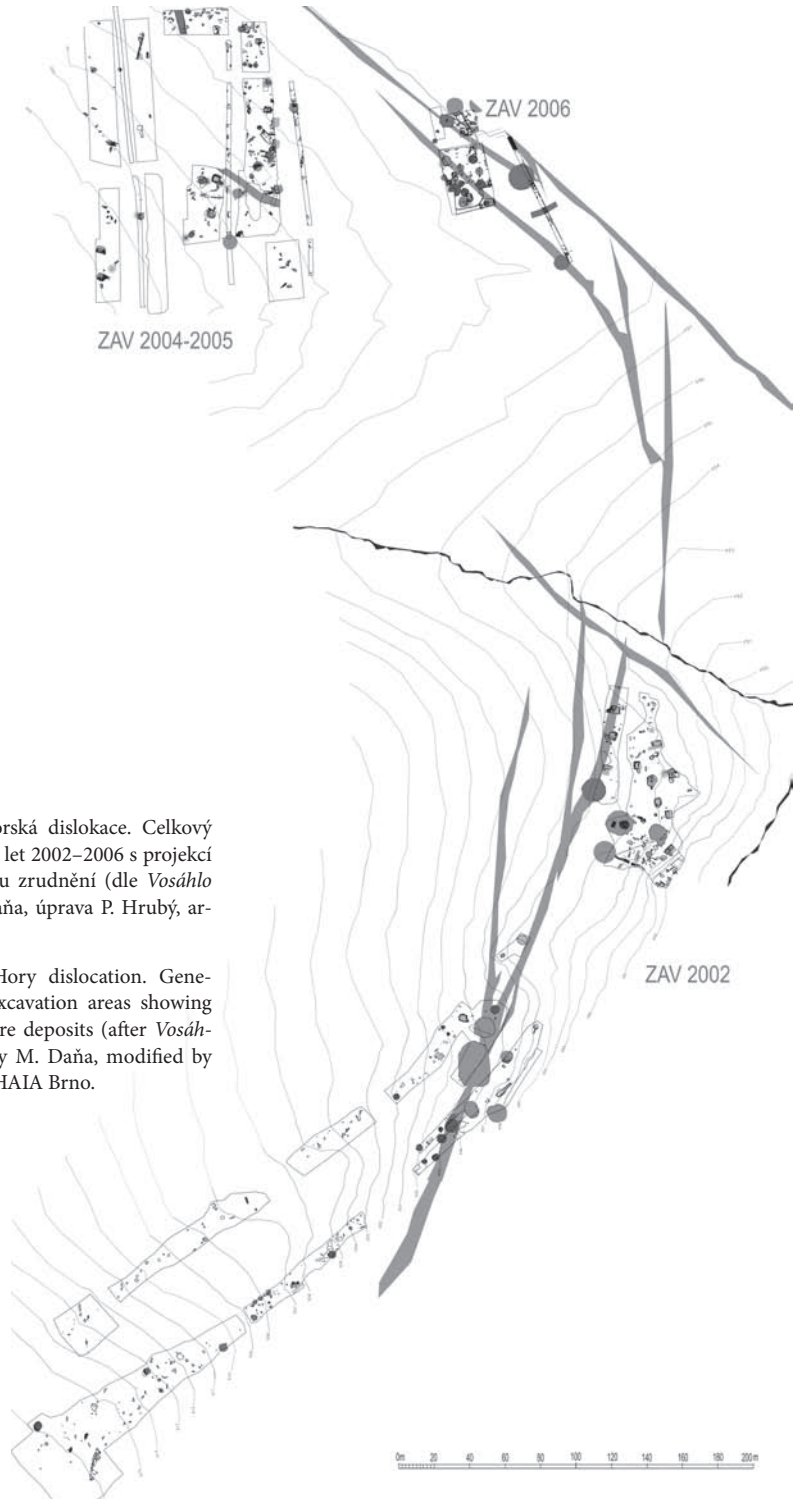 ZAV 2006
ZAV 2004-2005
orská dislokace. Celkový
let 2002–2006 s projekcí
u zrudnění (dle Vosáhlo
aňa, úprava P. Hrubý, ar-
Hory dislocation. Gene-
xcavation areas showing
re deposits (after Vosáh-
y M. Daňa, modified by
HAIA Brno.
ZAV 2002
0m 20 40 60 80 100 120 140 160 180 200m